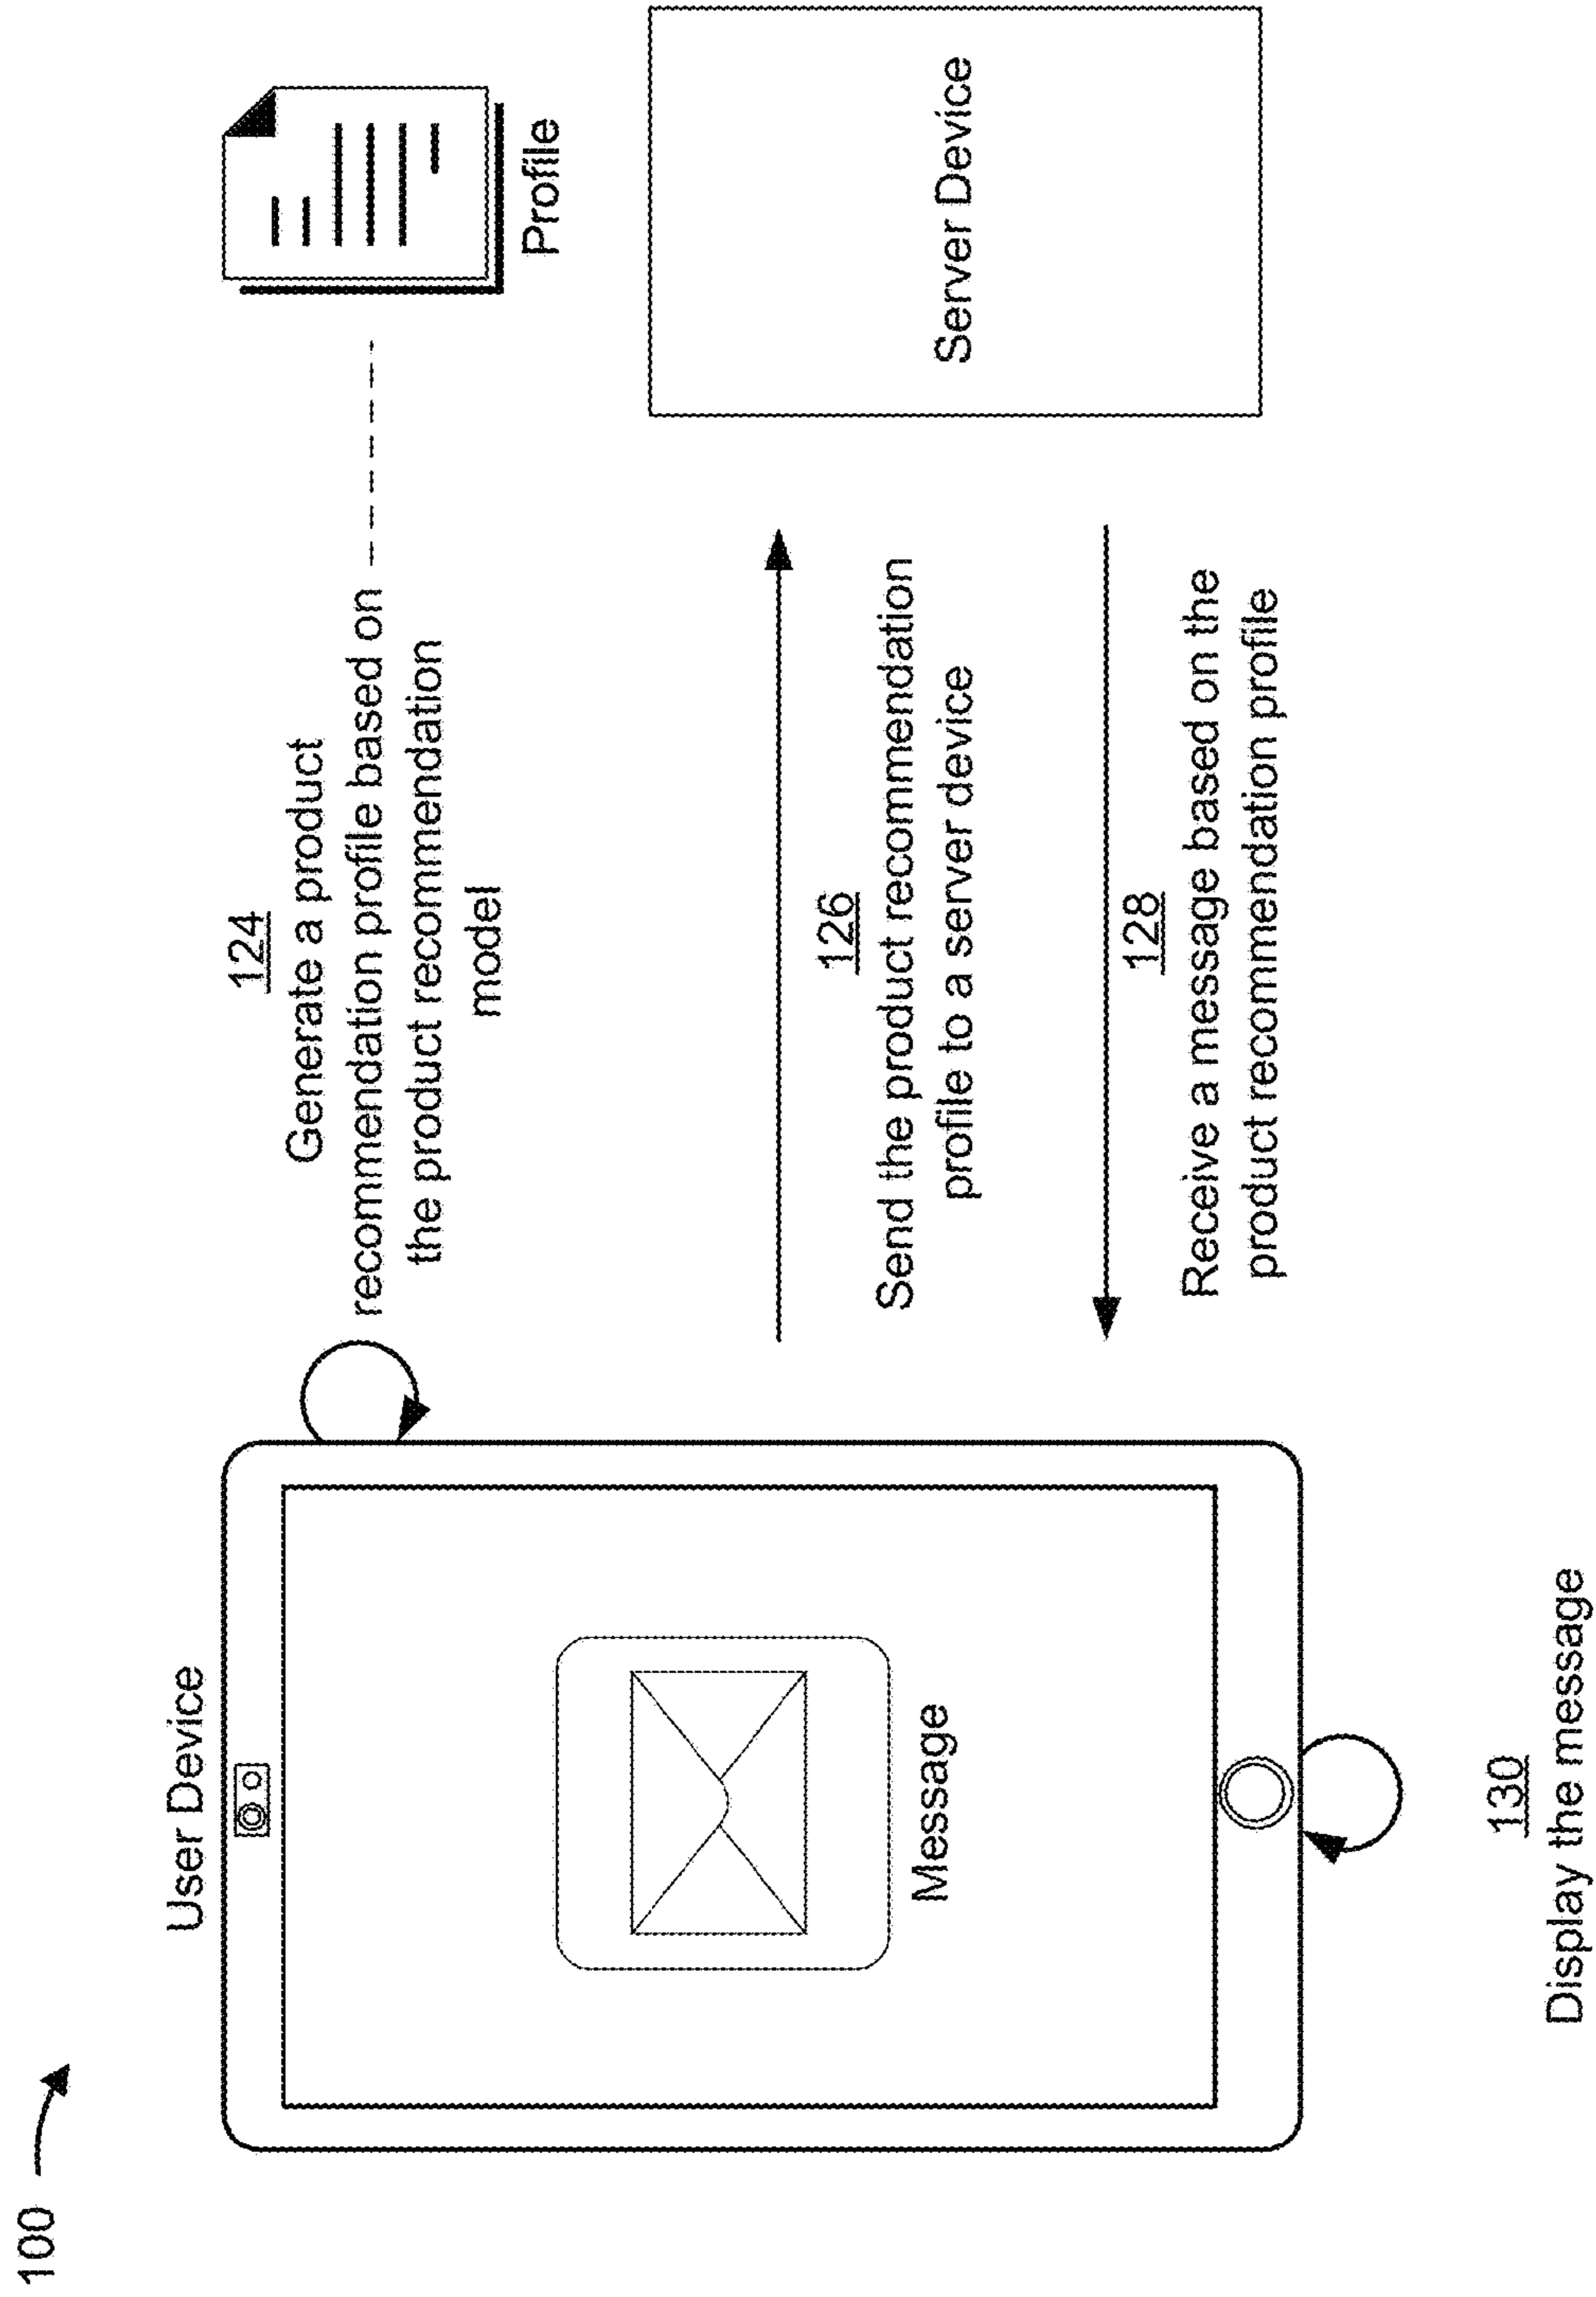 100
User Device
Message
124
Generate a product
recommendation profile based on
the product recommendation
model
Profile
126
Send the product recommendation
profile to a server device
128
Receive a message based on the
product recommendation profile
Server Device
130
Display the message